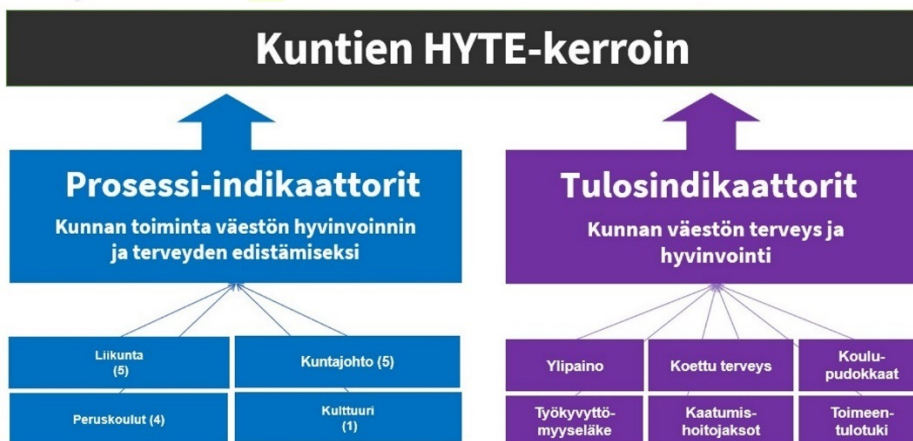 Kuntien HYTE-kerroin
Prosessi-indikaattorit
Kunnan toiminta väestön hyvinvoinnin
ja terveyden edistämiseksi
Liikunta
(5)
Kuntajohto (5)
Peruskoulut (4)
Kulttuuri
(1)
Tulosindikaattorit
Kunnan väestön terveys ja
hyvinvointi
Ylipaino
Koettu terveys
Koulu-
pudokkaat
Työkyvyttö-
myyseläke
Kaatumis-
hoitojaksot
Toimeen-
tulotuki